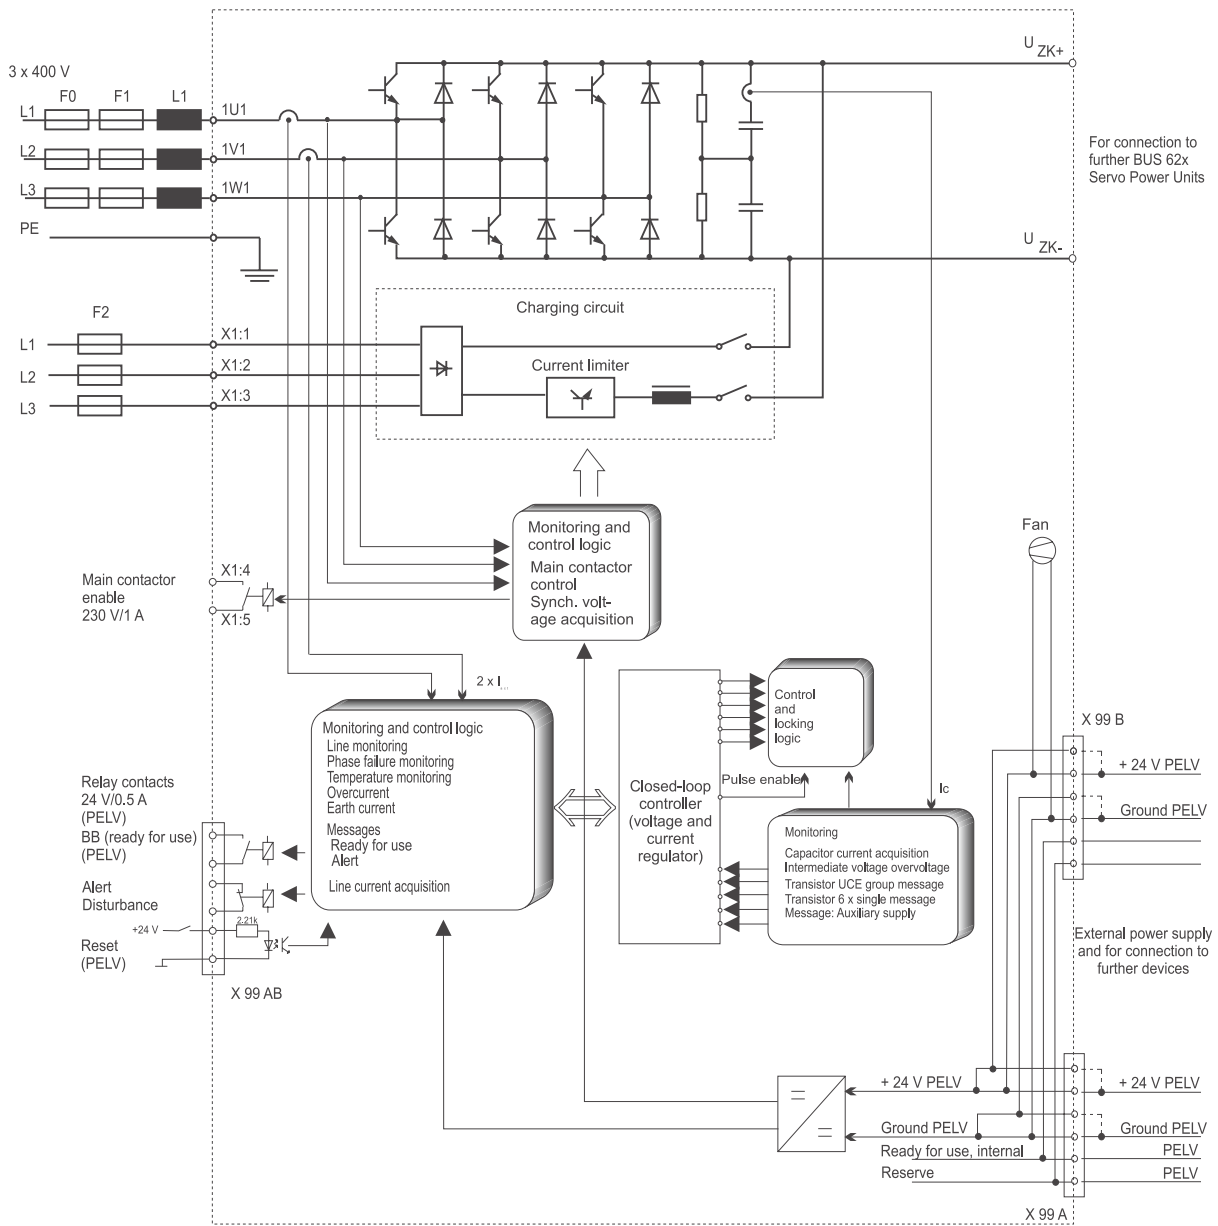 3 x 400 V
F0
F1
L1
L1
L2
L3
PE
1U1
1V1
1W1
U ZK+
U ZK-
For connection to
further BUS 62x
Servo Power Units
F2
L1
L2
L3
X1:1
X1:2
X1:3
Charging circuit
Current limiter
Monitoring and
control logic
Main contactor
control
Synch. volt-
age acquisition
Main contactor
enable
230 V/1 A
X1:4
X1:5
Fan
2 x I
Monitoring and control logic
Line monitoring
Phase failure monitoring
Temperature monitoring
Overcurrent
Earth current
Messages
Ready for use
Alert
Line current acquisition
Closed-loop
controller
(voltage and
current
regulator)
Control
and
locking
logic
Pulse enable
Ic
Monitoring
Capacitor current acquisition
Intermediate voltage overvoltage
Transistor UCE group message
Transistor 6 x single message
Message: Auxiliary supply
X 99 B
+ 24 V PELV
Ground PELV
Relay contacts
24 V/0.5 A
(PELV)
BB (ready for use)
(PELV)
Alert
Disturbance
+24 V
2.21k
Reset
(PELV)
X 99 AB
External power supply
and for connection to
further devices
+ 24 V PELV
+ 24 V PELV
Ground PELV
Ground PELV
Ready for use, internal
PELV
Reserve
PELV
X 99 A